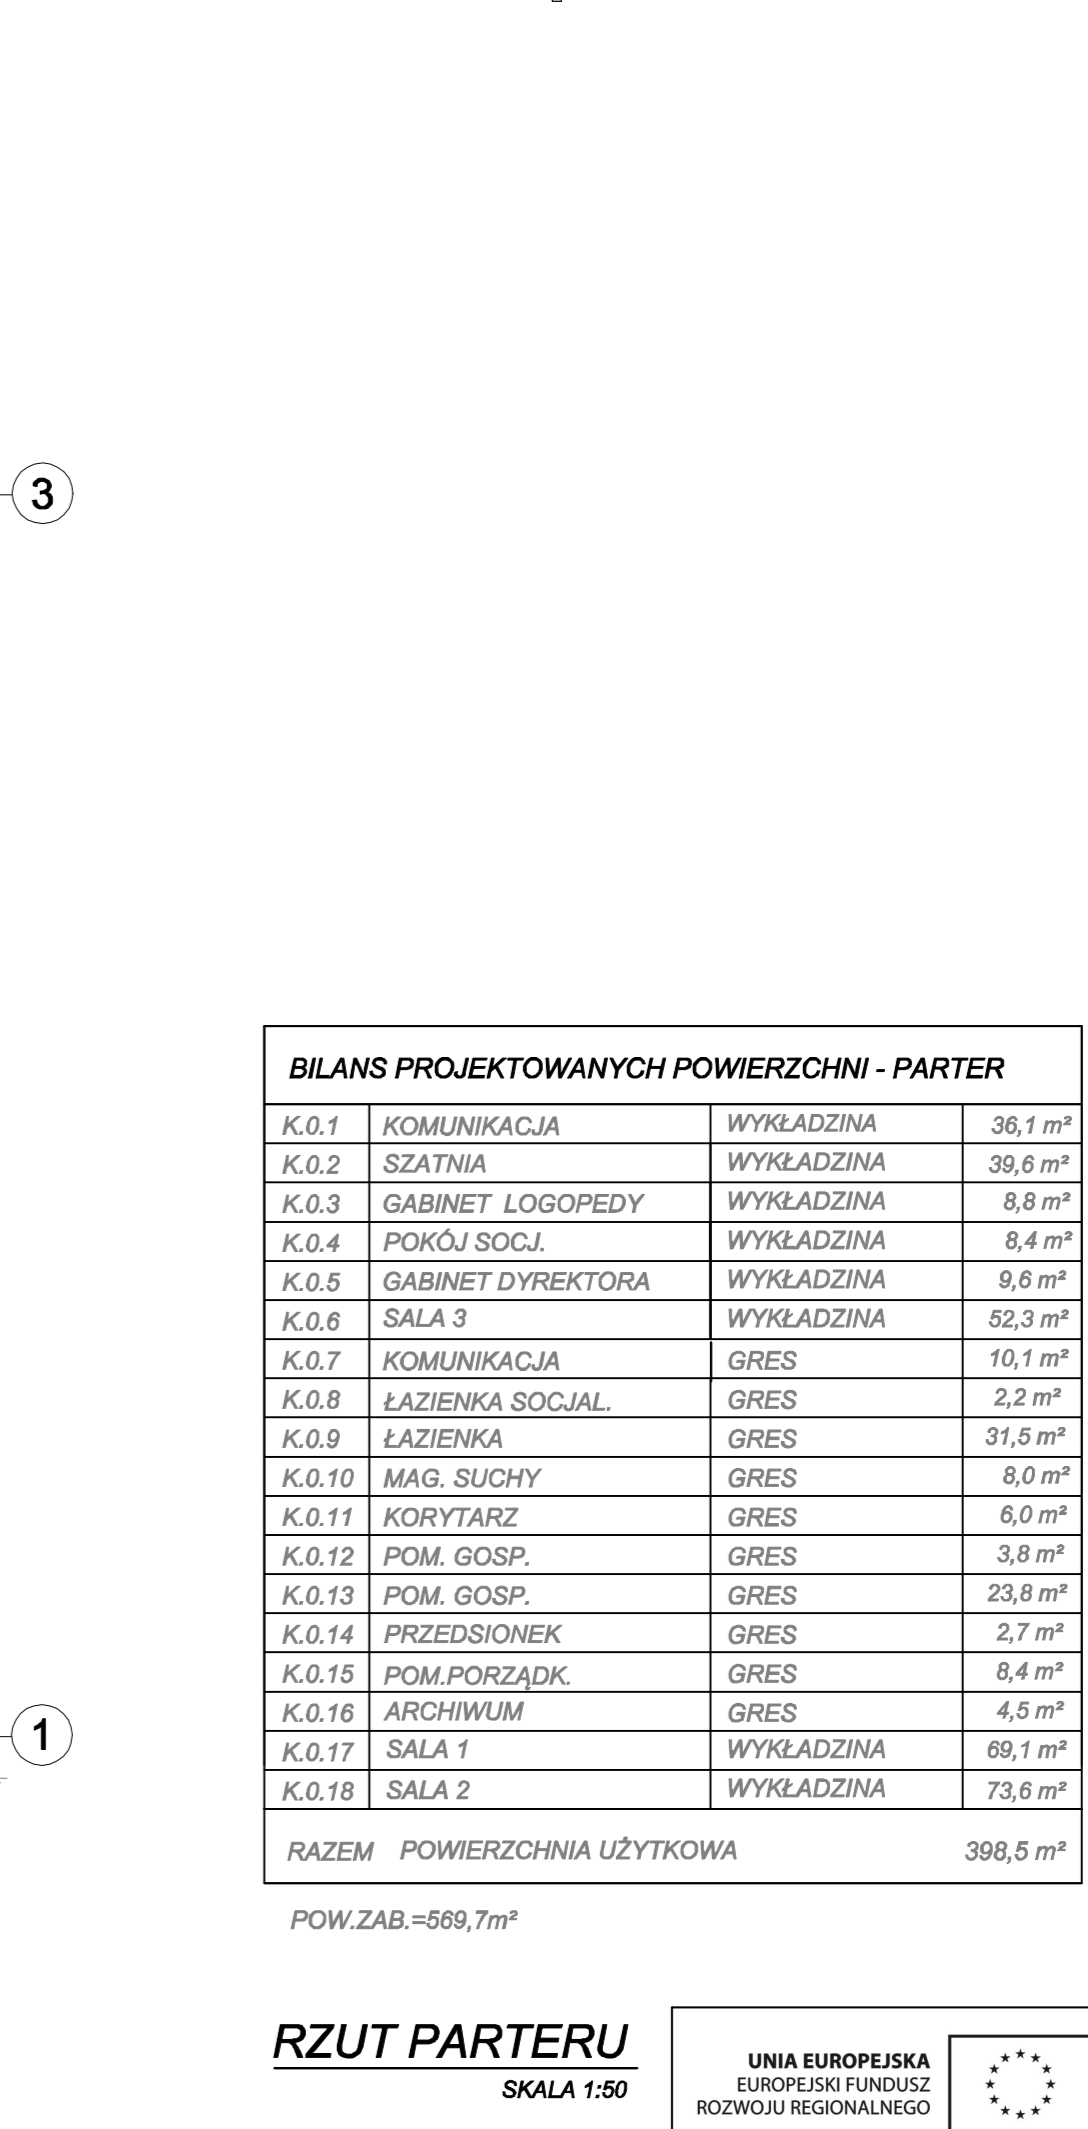 3
BILANS PROJEKTOWANYCH POWIERZCHNI - PARTER
K.0.1 KOMUNIKACJA WYKŁADZINA 36,1 m²
K.0.2 SZATNIA WYKŁADZINA 39,6 m²
K.0.3 GABINET LOGOPEDY WYKŁADZINA 8,8 m²
K.0.4 POKÓJ SOCJ. WYKŁADZINA 8,4 m²
K.0.5 GABINET DYREKTORA WYKŁADZINA 9,6 m²
K.0.6 SALA 3 WYKŁADZINA 52,3 m²
K.0.7 KOMUNIKACJA GRES 10,1 m²
K.0.8 ŁAZIENKA SOCJAL. GRES 2,2 m²
K.0.9 ŁAZIENKA GRES 31,5 m²
K.0.10 MAG. SUCHY GRES 8,0 m²
K.0.11 KORYTARZ GRES 6,0 m²
K.0.12 POM. GOSP. GRES 3,8 m²
K.0.13 POM. GOSP. GRES 23,8 m²
K.0.14 PRZEDSIONEK GRES 2,7 m²
K.0.15 POM.PORZĄDK. GRES 8,4 m²
K.0.16 ARCHIWUM GRES 4,5 m²
1
K.0.17 SALA 1 WYKŁADZINA 69,1 m²
K.0.18 SALA 2 WYKŁADZINA 73,6 m²
RAZEM POWIERZCHNIA UŻYTKOWA 398,5 m²
POW.ZAB.=569,7m²
RZUT PARTERU
SKALA 1:50
UNIA EUROPEJSKA
EUROPEJSKI FUNDUSZ
ROZWOJU REGIONALNEGO